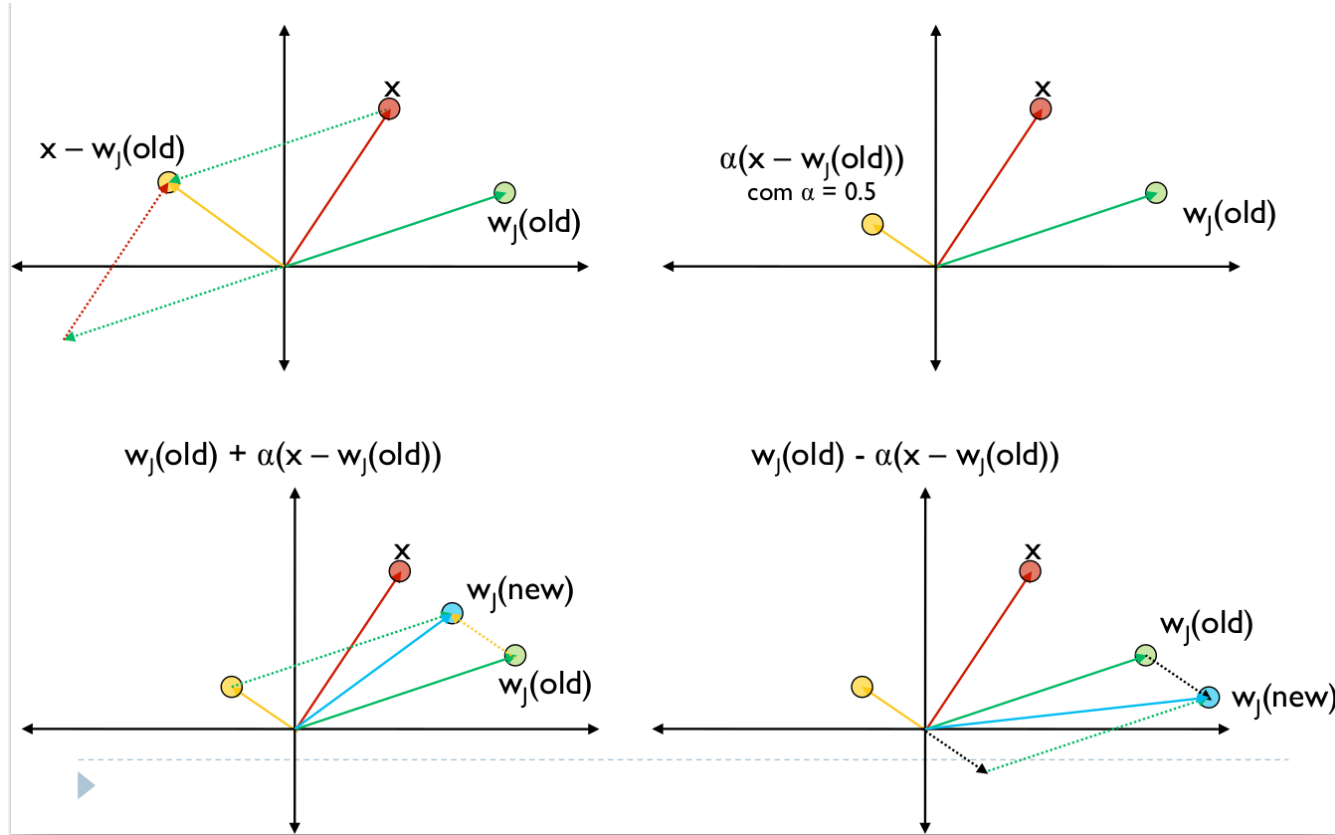 x
x – wJ(old)
wJ(old)
x
α(x – wJ(old))
com α = 0.5
wJ(old)
wJ(old) + α(x – wJ(old))
x
wJ(new)
wJ(old)
wJ(old) - α(x – wJ(old))
x
wJ(old)
wJ(new)